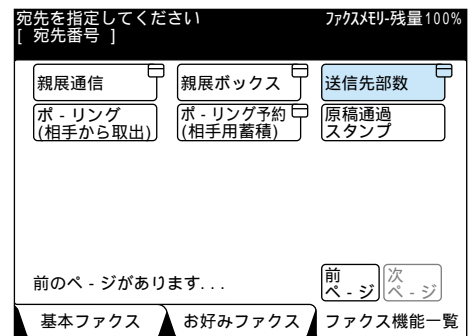 宛先を指定してください ファクスメモリ-残量100%
[ 宛先番号 ]
親展通信 親展ボックス 送信先部数
ポ - リング ポ - リング予約 原稿通過
(相手から取出) (相手用蓄積) スタンプ
前のペ - ジがあります... 前 次
ペ - ジ ペ - ジ
基本ファクス お好みファクス ファクス機能一覧